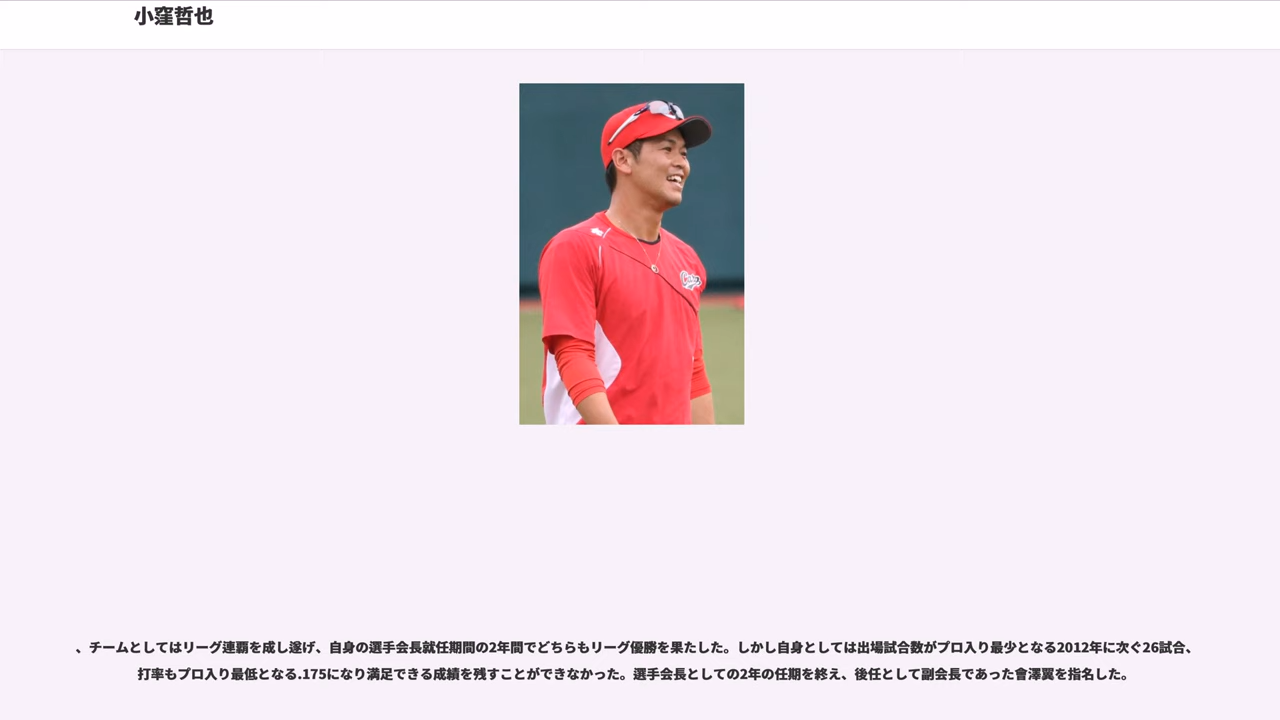 小窪哲也
Carp
、チームとしてはリーグ連覇を成し遂げ、自身の選手会長就任期間の2年間でどちらもリーグ優勝を果たした。しかし自身としては出場試合数がプロ入り最少となる2012年に次ぐ26試合、
打率もプロ入り最低となる.175になり満足できる成績を残すことができなかった。選手会長としての2年の任期を終え、後任として副会長であった會澤翼を指名した。